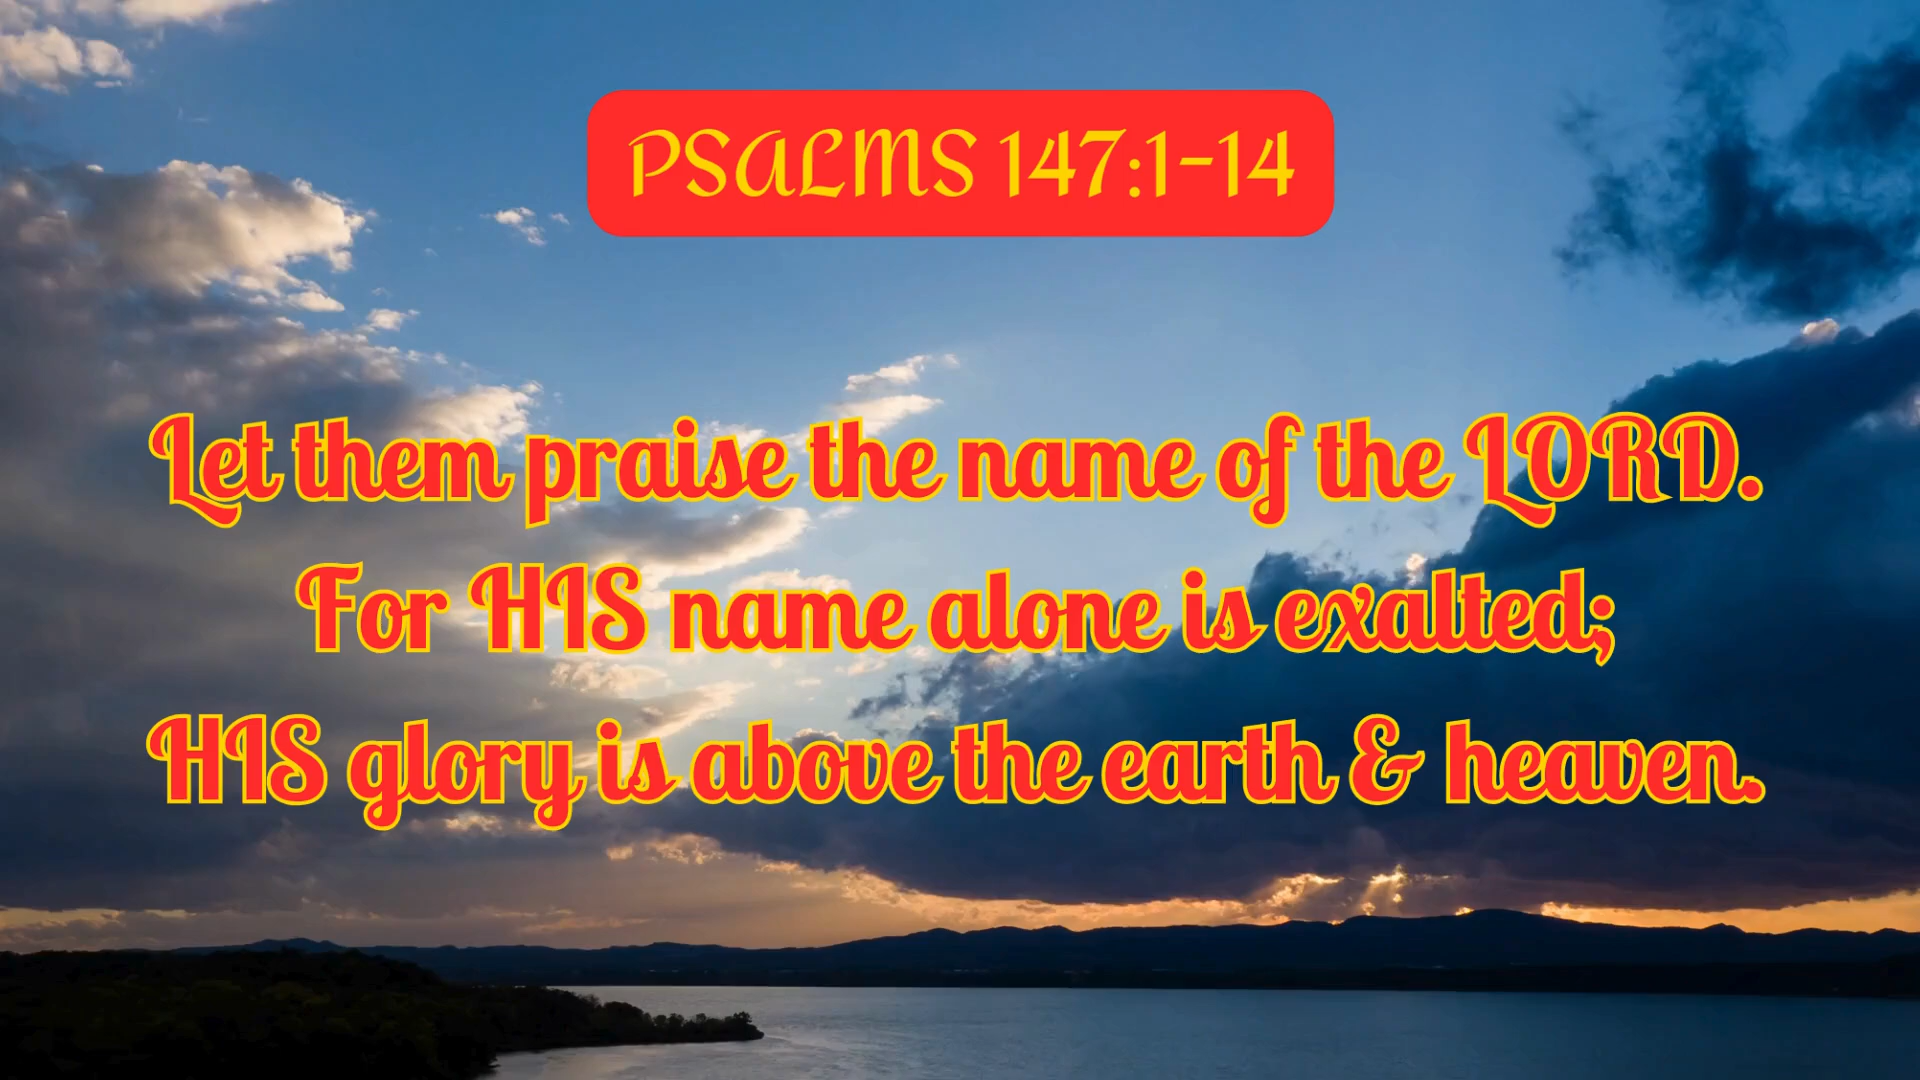 PSALMS 147:1-14
Let them praise the name of the LORD.
For HIS name alone is exalted;
HIS glory is above the earth & heaven.